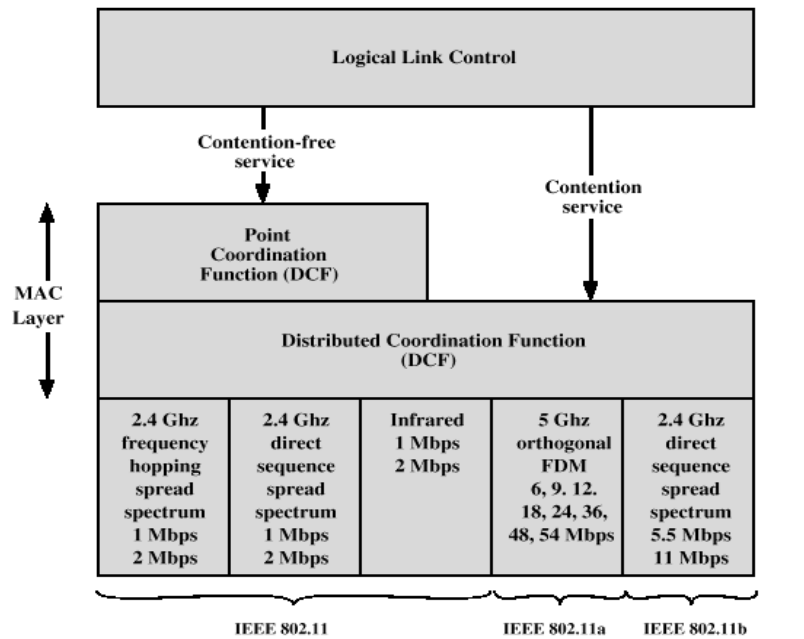 Logical Link Control
Contention-free
service
Contention
service
Point
Coordination
Function (DCF)
MAC
Layer
Distributed Coordination Function
(DCF)
2.4 Ghz
frequency
hopping
spread
spectrum
1 Mbps
2 Mbps
2.4 Ghz
direct
sequence
spread
spectrum
1 Mbps
2 Mbps
Infrared
1 Mbps
2 Mbps
5 Ghz
orthogonal
FDM
6, 9. 12.
18, 24, 36,
48, 54 Mbps
2.4 Ghz
direct
sequence
spread
spectrum
5.5 Mbps
11 Mbps
IEEE 802.11
IEEE 802.11a
IEEE 802.11b